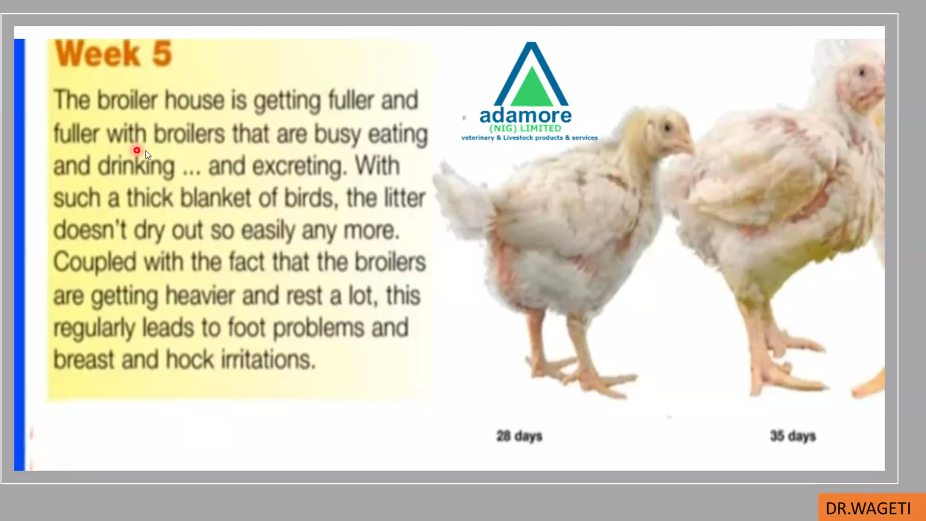 Week 5
The broiler house is getting fuller and
fuller with broilers that are busy eating
and drinking ... and excreting. With
such a thick blanket of birds, the litter
doesn't dry out so easily any more.
Coupled with the fact that the broilers
are getting heavier and rest a lot, this
regularly leads to foot problems and
breast and hock irritations.
adamore
(NIG) LIMITED
veterinary & Livestock products & services
28 days
35 days
DR.WAGETI